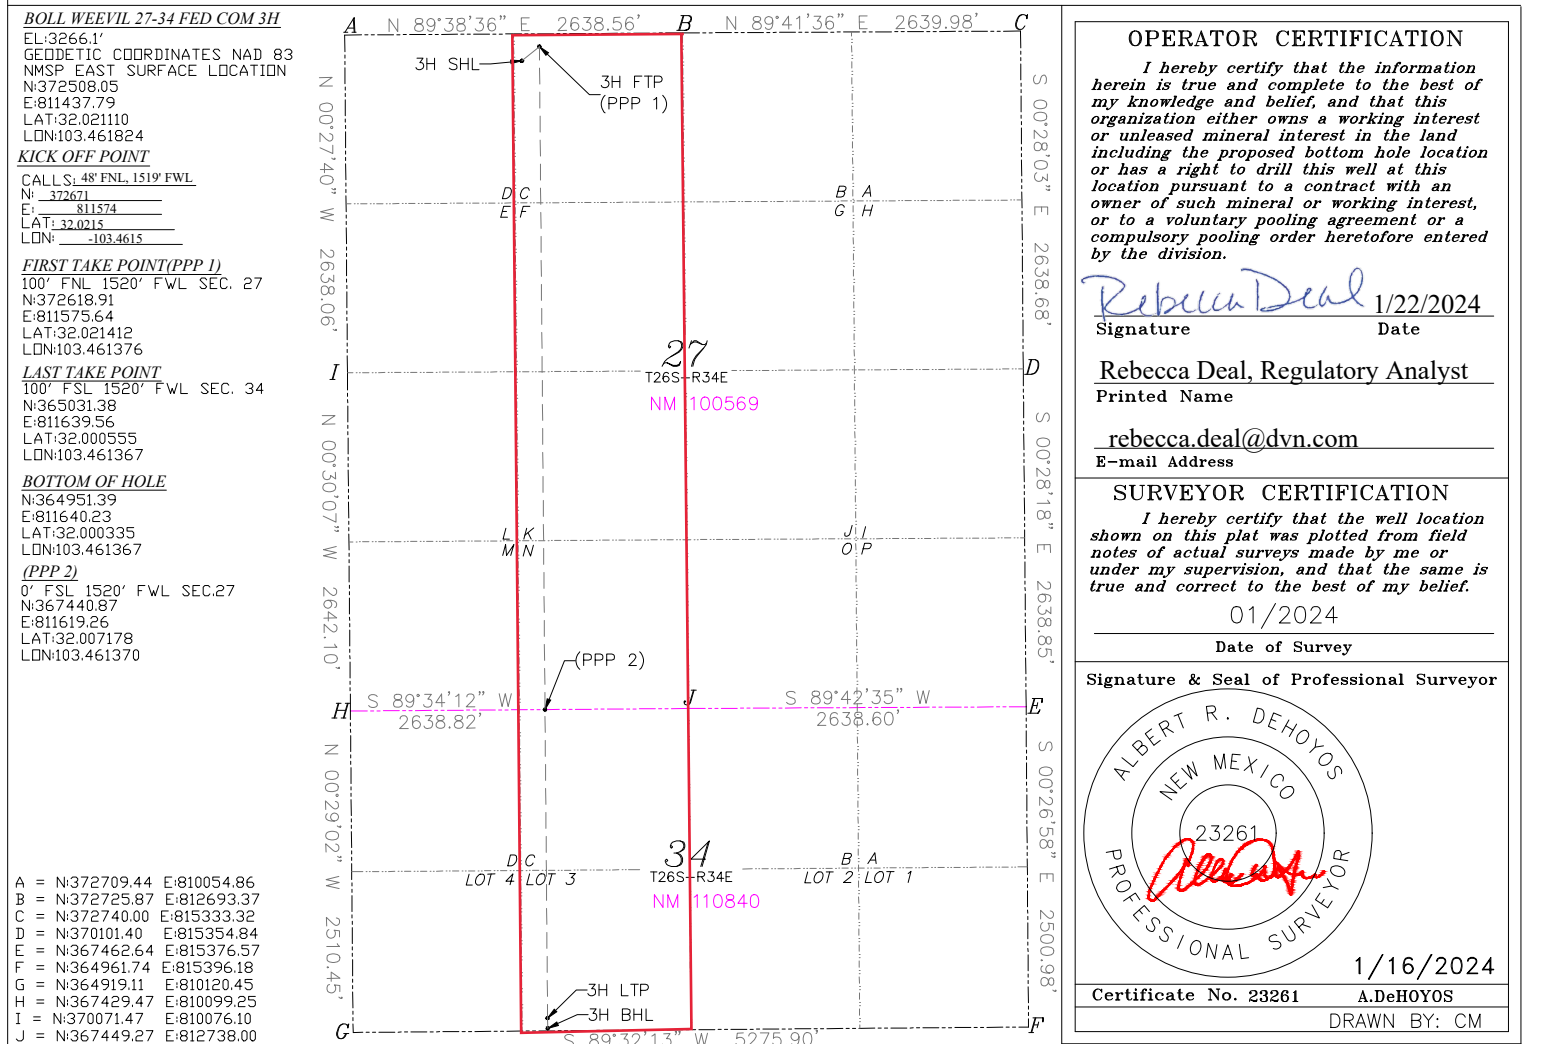 BOLL WEEVIL 27-34 FED COM 3H
EL:3266.1'
GEODETIC COORDINATES NAD 83
NMSP EAST SURFACE LOCATION
N:372508.05
E:811437.79
LAT:32.021110
LON:103.461824
KICK OFF POINT
CALLS: 48' FNL, 1519' FWL
N: 372671
E: 811574
LAT: 32.0215
LON: -103.4615
FIRST TAKE POINT(PPP 1)
100' FNL 1520' FWL SEC. 27
N:372618.91
E:811575.64
LAT:32.021412
LON:103.461376
LAST TAKE POINT
100' FSL 1520' FWL SEC. 34
N:365031.38
E:811639.56
LAT:32.000555
LON:103.461367
BOTTOM OF HOLE
N:364951.39
E:811640.23
LAT:32.000335
LON:103.461367
(PPP 2)
0' FSL 1520' FWL SEC.27
N:367440.87
E:811619.26
LAT:32.007178
LON:103.461370
A = N:372709.44 E:810054.86
B = N:372725.87 E:812693.37
C = N:372740.00 E:815333.32
D = N:370101.40 E:815354.84
E = N:367462.64 E:815376.57
F = N:364961.74 E:815396.18
G = N:364919.11 E:810120.45
H = N:367429.47 E:810099.25
I = N:370071.47 E:810076.10
J = N:367449.27 E:812738.00
A N 89°38'36" E 2638.56' B N 89°41'36" E 2639.98' C
3H SHL
3H FTP
(PPP 1)
N 00°27'40" W 2638.06'
S 00°28'03" E 2638.68'
D C
E F
B A
G H
27
I
T26S-R34E
D
NM 100569
N 00°30'07" W 2642.10'
S 00°28'18" E 2638.85'
L K
M N
J I
O P
(PPP 2)
H S 89°34'12" W
2638.82'
J
S 89°42'35" W
2638.60'
E
N 00°29'02" W 2510.45'
S 00°26'58" E 2500.98'
34
D C
LOT 4 LOT 3
T26S-R34E
B A
LOT 2 LOT 1
NM 110840
3H LTP
3H BHL
G
F
S 89°32'13" W 5275.90'
OPERATOR CERTIFICATION
I hereby certify that the information
herein is true and complete to the best of
my knowledge and belief, and that this
organization either owns a working interest
or unleased mineral interest in the land
including the proposed bottom hole location
or has a right to drill this well at this
location pursuant to a contract with an
owner of such mineral or working interest,
or to a voluntary pooling agreement or a
compulsory pooling order heretofore entered
by the division.
Rebecca Deal 1/22/2024
Signature Date
Rebecca Deal, Regulatory Analyst
Printed Name
rebecca.deal@dvn.com
E-mail Address
SURVEYOR CERTIFICATION
I hereby certify that the well location
shown on this plat was plotted from field
notes of actual surveys made by me or
under my supervision, and that the same is
true and correct to the best of my belief.
01/2024
Date of Survey
Signature & Seal of Professional Surveyor
ALBERT R. DEHOYOS
NEW MEXICO
23261
PROFESSIONAL SURVEYOR
1/16/2024
Certificate No. 23261 A.DeHOYOS
DRAWN BY: CM